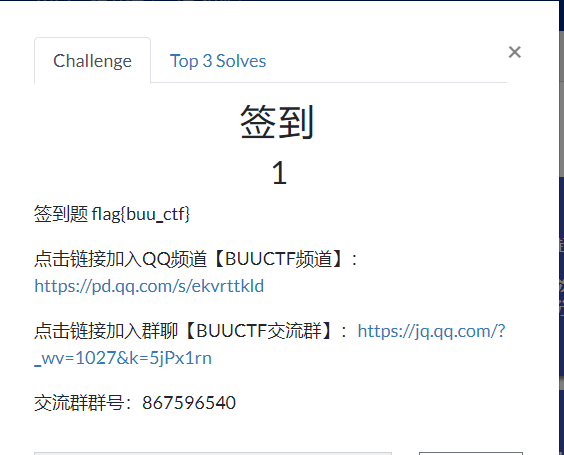 Challenge
Top 3 Solves
×
签到
1
签到题 flag{buu_ctf}
点击链接加入QQ频道【BUUCTF频道】：
https://pd.qq.com/s/ekvrttkld
点击链接加入群聊【BUUCTF交流群】：https://jq.qq.com/?
_wv=1027&k=5jPx1rn
交流群群号：867596540